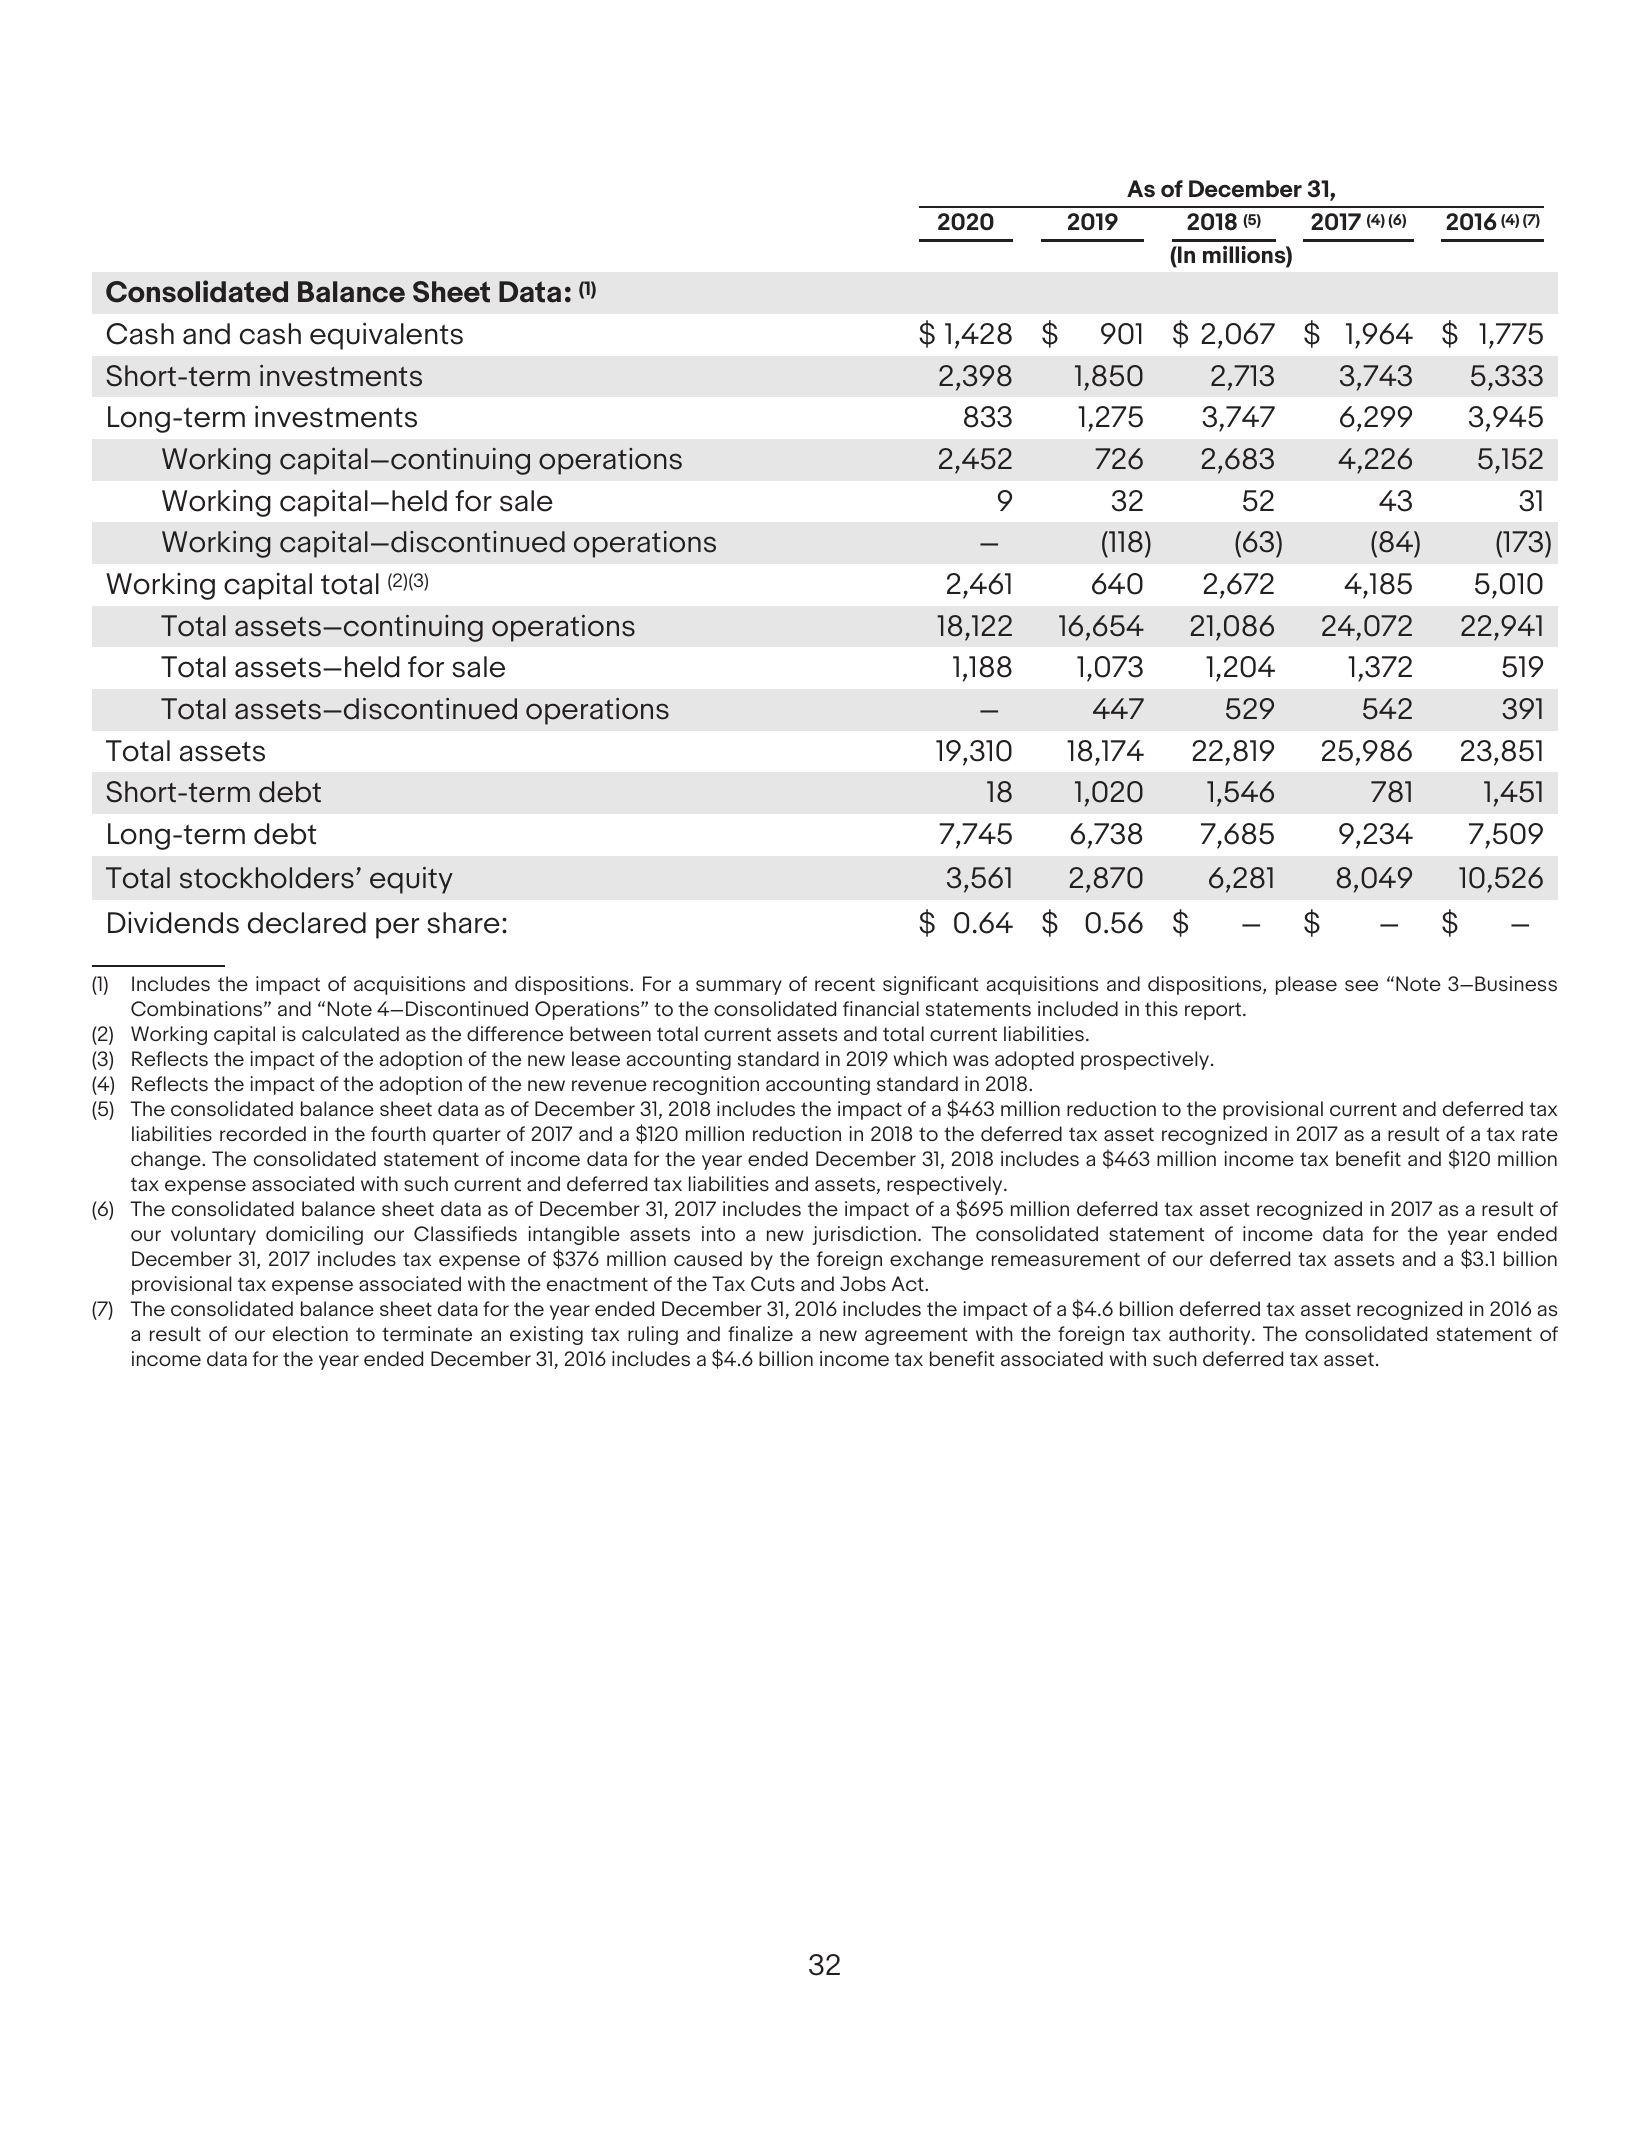 As of December 31,
2020 2019 2018 (5) 2017 (4) (6) 2016 (4) (7)
(In millions)
Consolidated Balance Sheet Data: (1)
Cash and cash equivalents $ 1,428 $ 901 $ 2,067 $ 1,964 $ 1,775
Short-term investments 2,398 1,850 2,713 3,743 5,333
Long-term investments 833 1,275 3,747 6,299 3,945
Working capital—continuing operations 2,452 726 2,683 4,226 5,152
Working capital—held for sale 9 32 52 43 31
Working capital—discontinued operations — (118) (63) (84) (173)
Working capital total (2)(3) 2,461 640 2,672 4,185 5,010
Total assets—continuing operations 18,122 16,654 21,086 24,072 22,941
Total assets—held for sale 1,188 1,073 1,204 1,372 519
Total assets—discontinued operations — 447 529 542 391
Total assets 19,310 18,174 22,819 25,986 23,851
Short-term debt 18 1,020 1,546 781 1,451
Long-term debt 7,745 6,738 7,685 9,234 7,509
Total stockholders’ equity 3,561 2,870 6,281 8,049 10,526
Dividends declared per share: $ 0.64 $ 0.56 $ — $ — $ —
(1) Includes the impact of acquisitions and dispositions. For a summary of recent significant acquisitions and dispositions, please see “Note 3—Business
Combinations” and “Note 4—Discontinued Operations” to the consolidated financial statements included in this report.
(2) Working capital is calculated as the difference between total current assets and total current liabilities.
(3) Reflects the impact of the adoption of the new lease accounting standard in 2019 which was adopted prospectively.
(4) Reflects the impact of the adoption of the new revenue recognition accounting standard in 2018.
(5) The consolidated balance sheet data as of December 31, 2018 includes the impact of a $463 million reduction to the provisional current and deferred tax
liabilities recorded in the fourth quarter of 2017 and a $120 million reduction in 2018 to the deferred tax asset recognized in 2017 as a result of a tax rate
change. The consolidated statement of income data for the year ended December 31, 2018 includes a $463 million income tax benefit and $120 million
tax expense associated with such current and deferred tax liabilities and assets, respectively.
(6) The consolidated balance sheet data as of December 31, 2017 includes the impact of a $695 million deferred tax asset recognized in 2017 as a result of
our voluntary domiciling our Classifieds intangible assets into a new jurisdiction. The consolidated statement of income data for the year ended
December 31, 2017 includes tax expense of $376 million caused by the foreign exchange remeasurement of our deferred tax assets and a $3.1 billion
provisional tax expense associated with the enactment of the Tax Cuts and Jobs Act.
(7) The consolidated balance sheet data for the year ended December 31, 2016 includes the impact of a $4.6 billion deferred tax asset recognized in 2016 as
a result of our election to terminate an existing tax ruling and finalize a new agreement with the foreign tax authority. The consolidated statement of
income data for the year ended December 31, 2016 includes a $4.6 billion income tax benefit associated with such deferred tax asset.
32